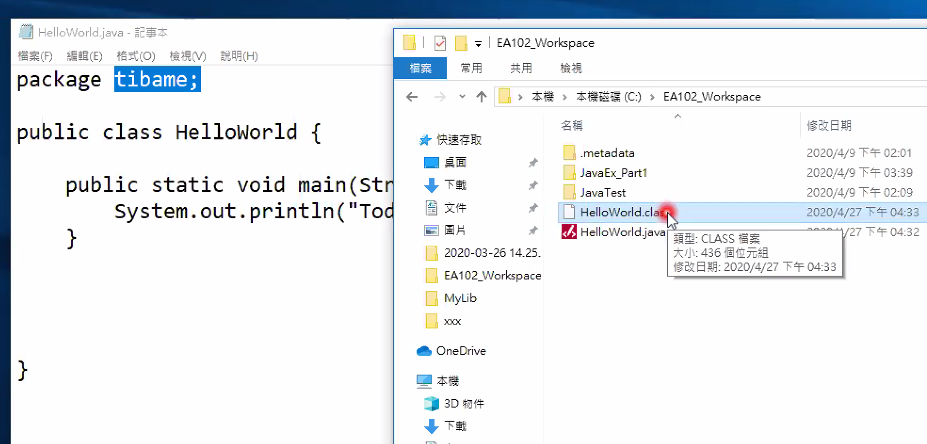 HelloWorld.java - 記事本
檔案(F) 編輯(E) 格式(O) 檢視(V) 說明(H)
package tibame;
public class HelloWorld {
public static void main(Str
System.out.println("Tod
}
}
EA102_Workspace
檔案 常用 共用 檢視
本機 > 本機磁碟 (C:) > EA102_Workspace
名稱 修改日期
快速存取
桌面
下載
文件
圖片
2020-03-26 14.25.
EA102_Workspace
MyLib
xxx
OneDrive
本機
3D 物件
下載
.metadata 2020/4/9 下午 02:01
JavaEx_Part1 2020/4/9 下午 03:39
JavaTest 2020/4/9 下午 02:09
HelloWorld.clas 2020/4/27 下午 04:33
HelloWorld.java 2020/4/27 下午 04:32
類型: CLASS 檔案
大小: 436 個位元組
修改日期: 2020/4/27 下午 04:33